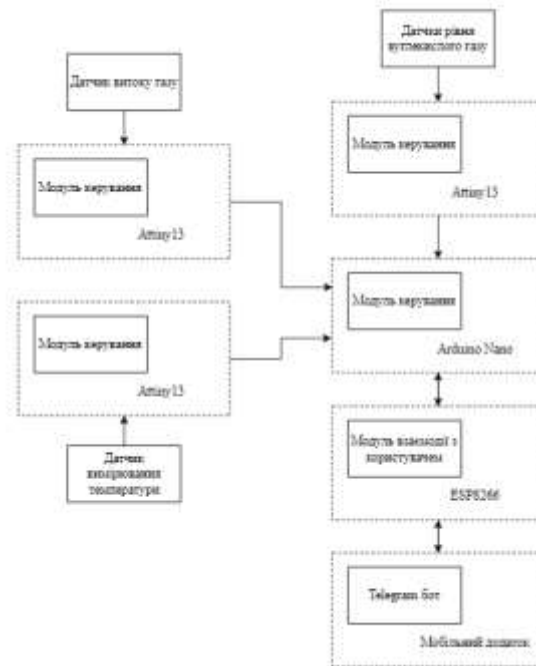 Датчик рівня
вуглекислого газу
Датчик витоку газу
Модуль керування
Attiny13
Модуль керування
Attiny13
Модуль керування
Arduino Nano
Модуль керування
Attiny13
Датчик
вимірювання
температури
Модуль взаємодії з
користувачем
ESP8266
Telegram бот
Мобільний додаток